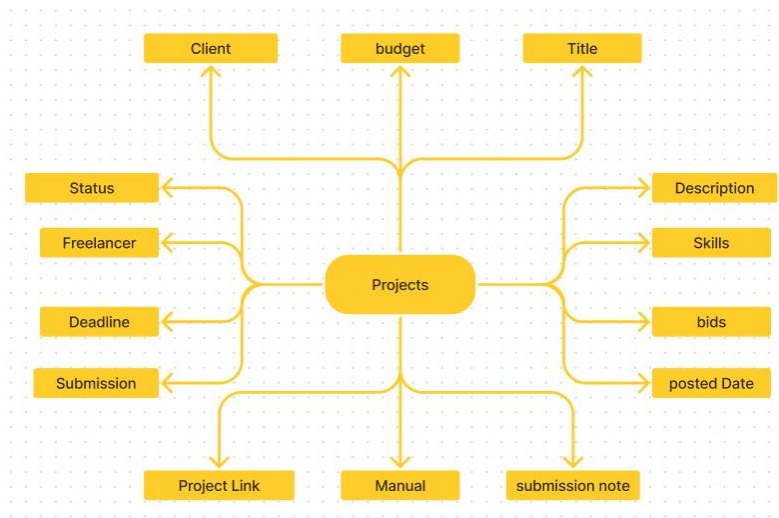 Client
budget
Title
Status
Description
Freelancer
Skills
Projects
Deadline
bids
Submission
posted Date
Project Link
Manual
submission note